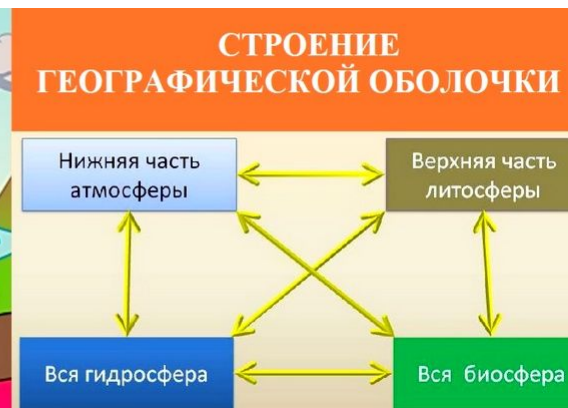 СТРОЕНИЕ
ГЕОГРАФИЧЕСКОЙ ОБОЛОЧКИ
Нижняя часть
атмосферы
Верхняя часть
литосферы
Вся гидросфера
Вся биосфера